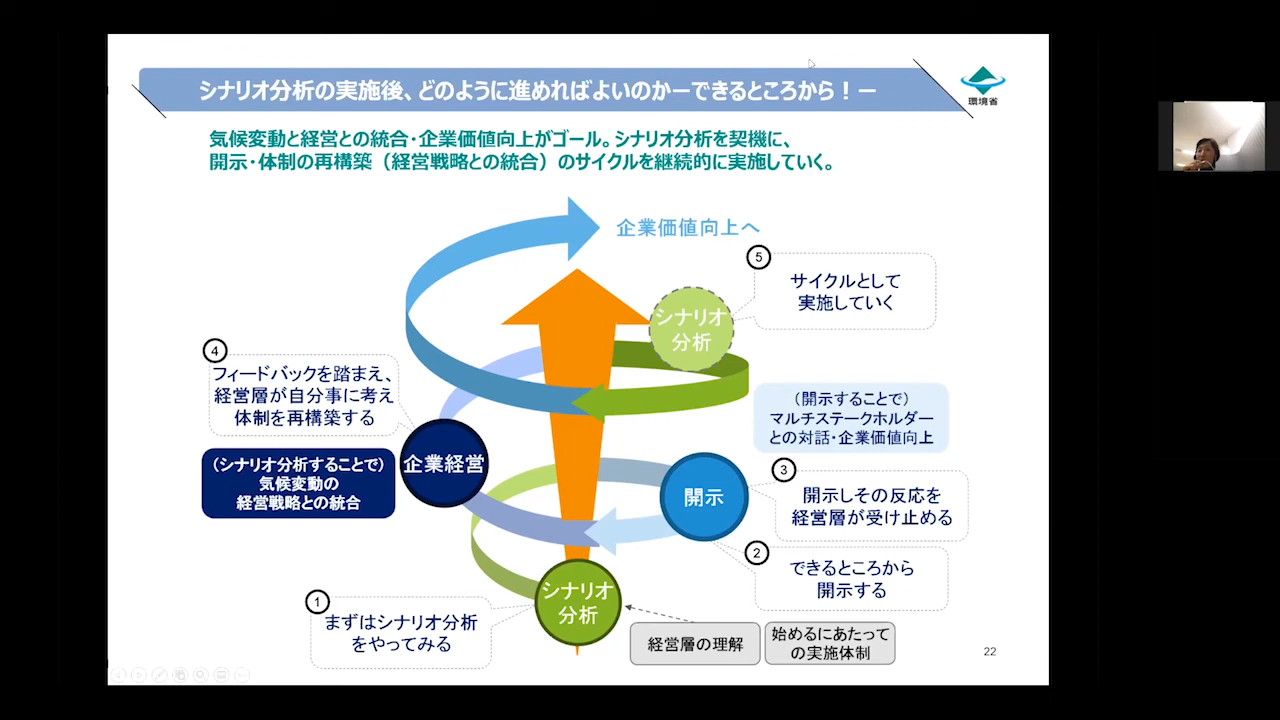 シナリオ分析の実施後、どのように進めればよいのかーできるところから！ー
環境省
気候変動と経営との統合・企業価値向上がゴール。シナリオ分析を契機に、
開示・体制の再構築（経営戦略との統合）のサイクルを継続的に実施していく。
企業価値向上へ
5
サイクルとして
実施していく
シナリオ
分析
4
フィードバックを踏まえ、
経営層が自分事に考え
体制を再構築する
（開示することで）
マルチステークホルダー
との対話・企業価値向上
企業経営
（シナリオ分析することで）
気候変動の
経営戦略との統合
開示
3
開示しその反応を
経営層が受け止める
2
できるところから
開示する
シナリオ
分析
1
まずはシナリオ分析
をやってみる
経営層の理解
始めるにあたって
の実施体制
22